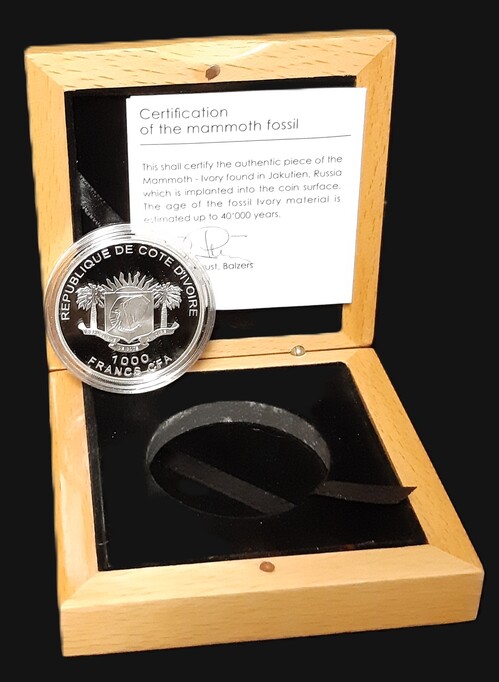 Certification
of the mammoth fossil
This shall certify the authentic piece of the
Mammoth - Ivory found in Jakutien, Russia
which is implanted into the coin surface.
The age of the fossil Ivory material is
estimated up to 40'000 years.
Balzers
REPUBLIQUE DE COTE D'IVOIRE
1000
FRANCS CFA